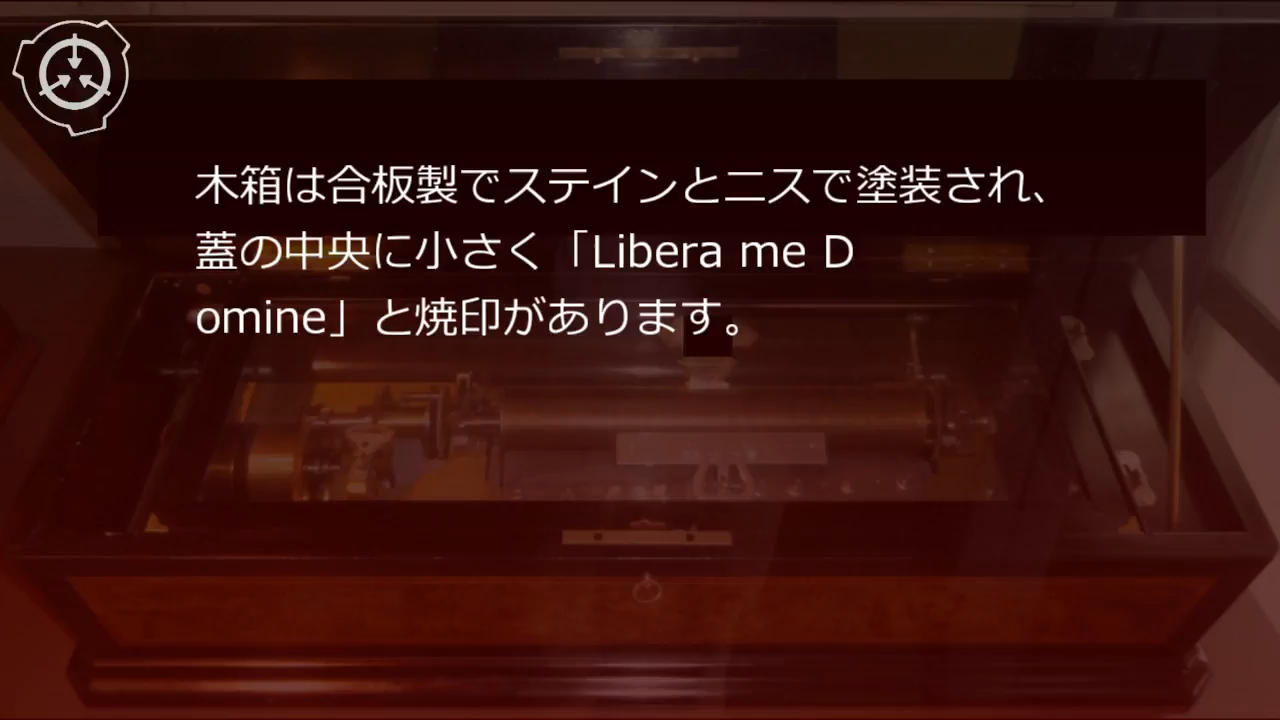 木箱は合板製でステインとニスで塗装され、
蓋の中央に小さく「Libera me D
omine」と焼印があります。